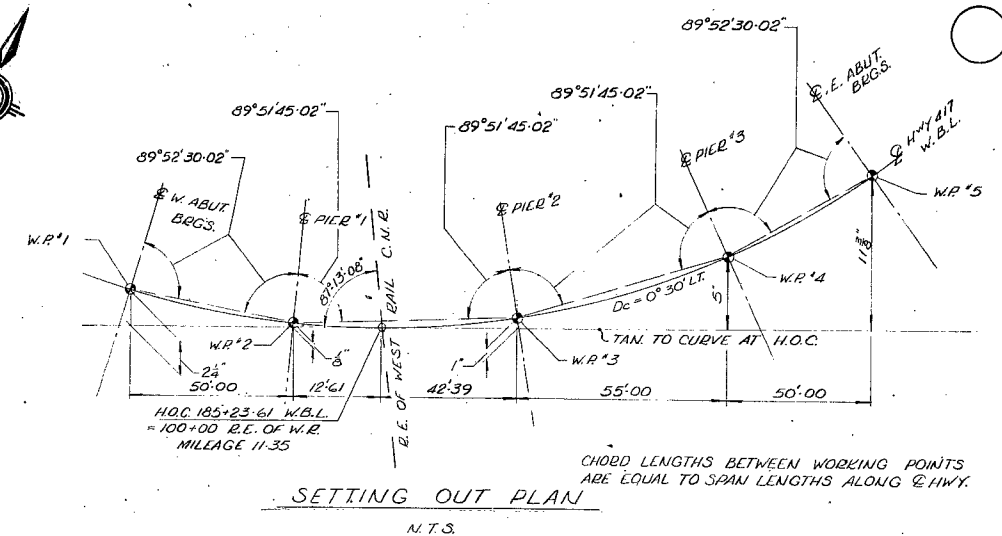 89°52'30·02"
89°51'45·02"
89°51'45·02"
89°51'45·02"
89°52'30·02"
℄ W. ABUT.
BRGS.
℄ PIER #1
87°13'08"
R.E. OF WEST RAIL C.N.R.
℄ PIER #2
℄ PIER #3
℄ E. ABUT.
BRGS.
℄ HWY 417
W.B.L.
W.P. #1
W.P. #2
W.P. #3
W.P. #4
W.P. #5
Dc = 0°30' LT.
TAN. TO CURVE AT H.O.C.
2¼"
⅛"
1"
5"
50'·00
12'·61
42'·39
55'·00
50'·00
H.O.C. 185+23·61 W.B.L.
= 100+00 R.E. OF W.R.
MILEAGE 11·35
CHORD LENGTHS BETWEEN WORKING POINTS
ARE EQUAL TO SPAN LENGTHS ALONG ℄ HWY.
SETTING OUT PLAN
N.T.S.